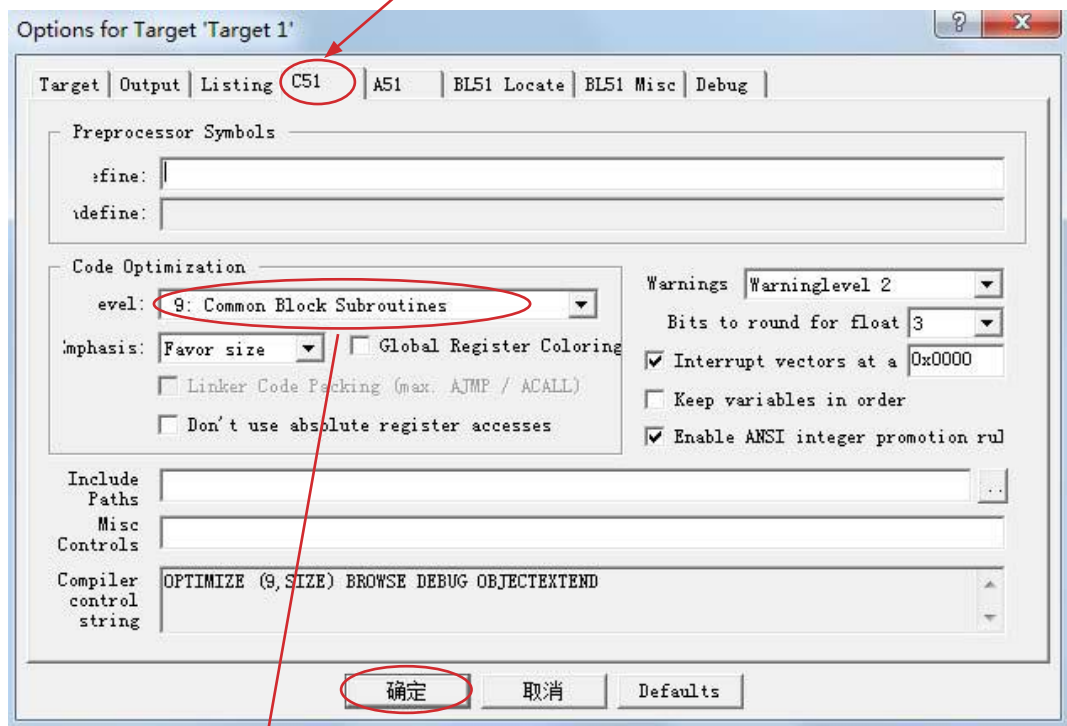 Options for Target 'Target 1'
Target Output Listing C51 A51 BL51 Locate BL51 Misc Debug
Preprocessor Symbols
efine:
define:
Code Optimization
evel: 9: Common Block Subroutines
mphasis: Favor size Global Register Coloring
Linker Code Packing (max. AJMP / ACALL)
Don't use absolute register accesses
Warnings Warninglevel 2
Bits to round for float 3
Interrupt vectors at a 0x0000
Keep variables in order
Enable ANSI integer promotion rul
Include Paths
..
Misc Controls
Compiler control string
OPTIMIZE (9,SIZE) BROWSE DEBUG OBJECTEXTEND
确定 取消 Defaults